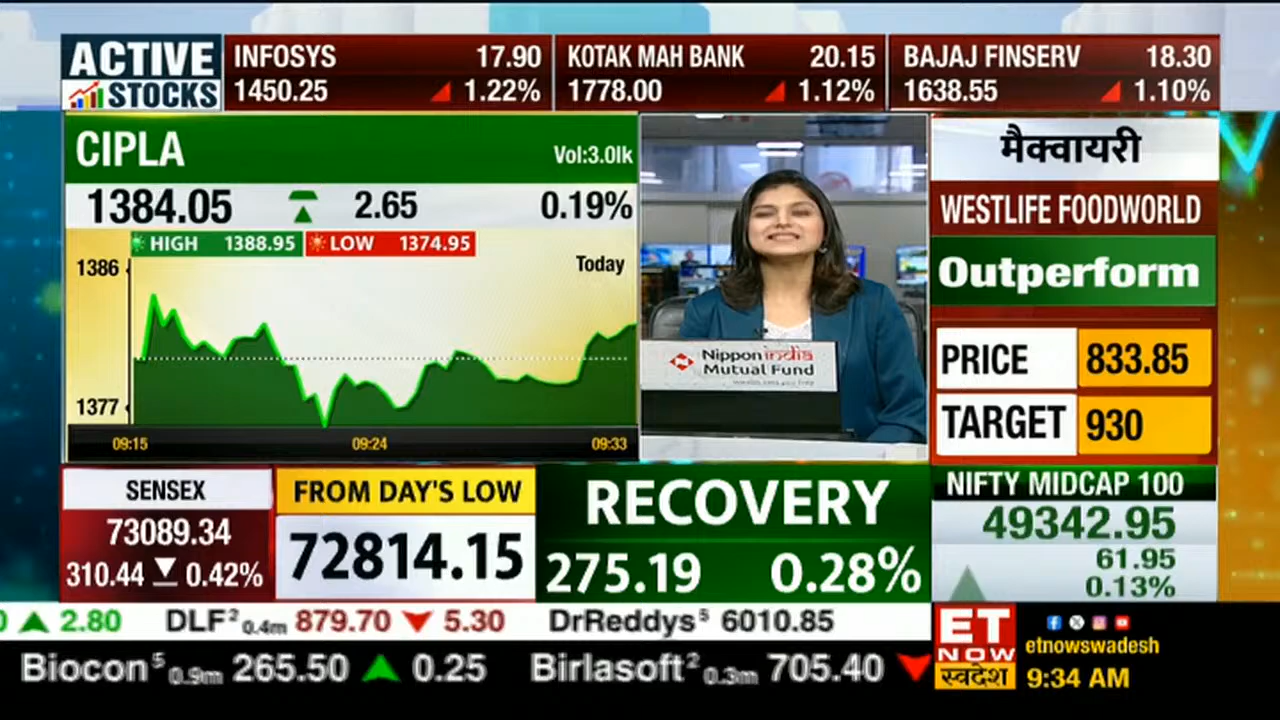 ACTIVE
STOCKS
INFOSYS 17.90
1450.25 1.22%
KOTAK MAH BANK 20.15
1778.00 1.12%
BAJAJ FINSERV 18.30
1638.55 1.10%
CIPLA
Vol:3.0lk
1384.05 2.65 0.19%
HIGH 1388.95 LOW 1374.95
1386
Today
1377
09:15 09:24 09:33
Nippon india
Mutual Fund
मैक्वायरी
WESTLIFE FOODWORLD
Outperform
PRICE 833.85
TARGET 930
SENSEX
73089.34
310.44 0.42%
FROM DAY'S LOW
72814.15
RECOVERY
275.19 0.28%
NIFTY MIDCAP 100
49342.95
61.95
0.13%
0 2.80 DLF² 0.4m 879.70 5.30 DrReddys⁵ 6010.85
Biocon⁵ 0.9m 265.50 0.25 Birlasoft² 0.3m 705.40
ET
NOW
स्वदेश
etnowswadesh
9:34 AM